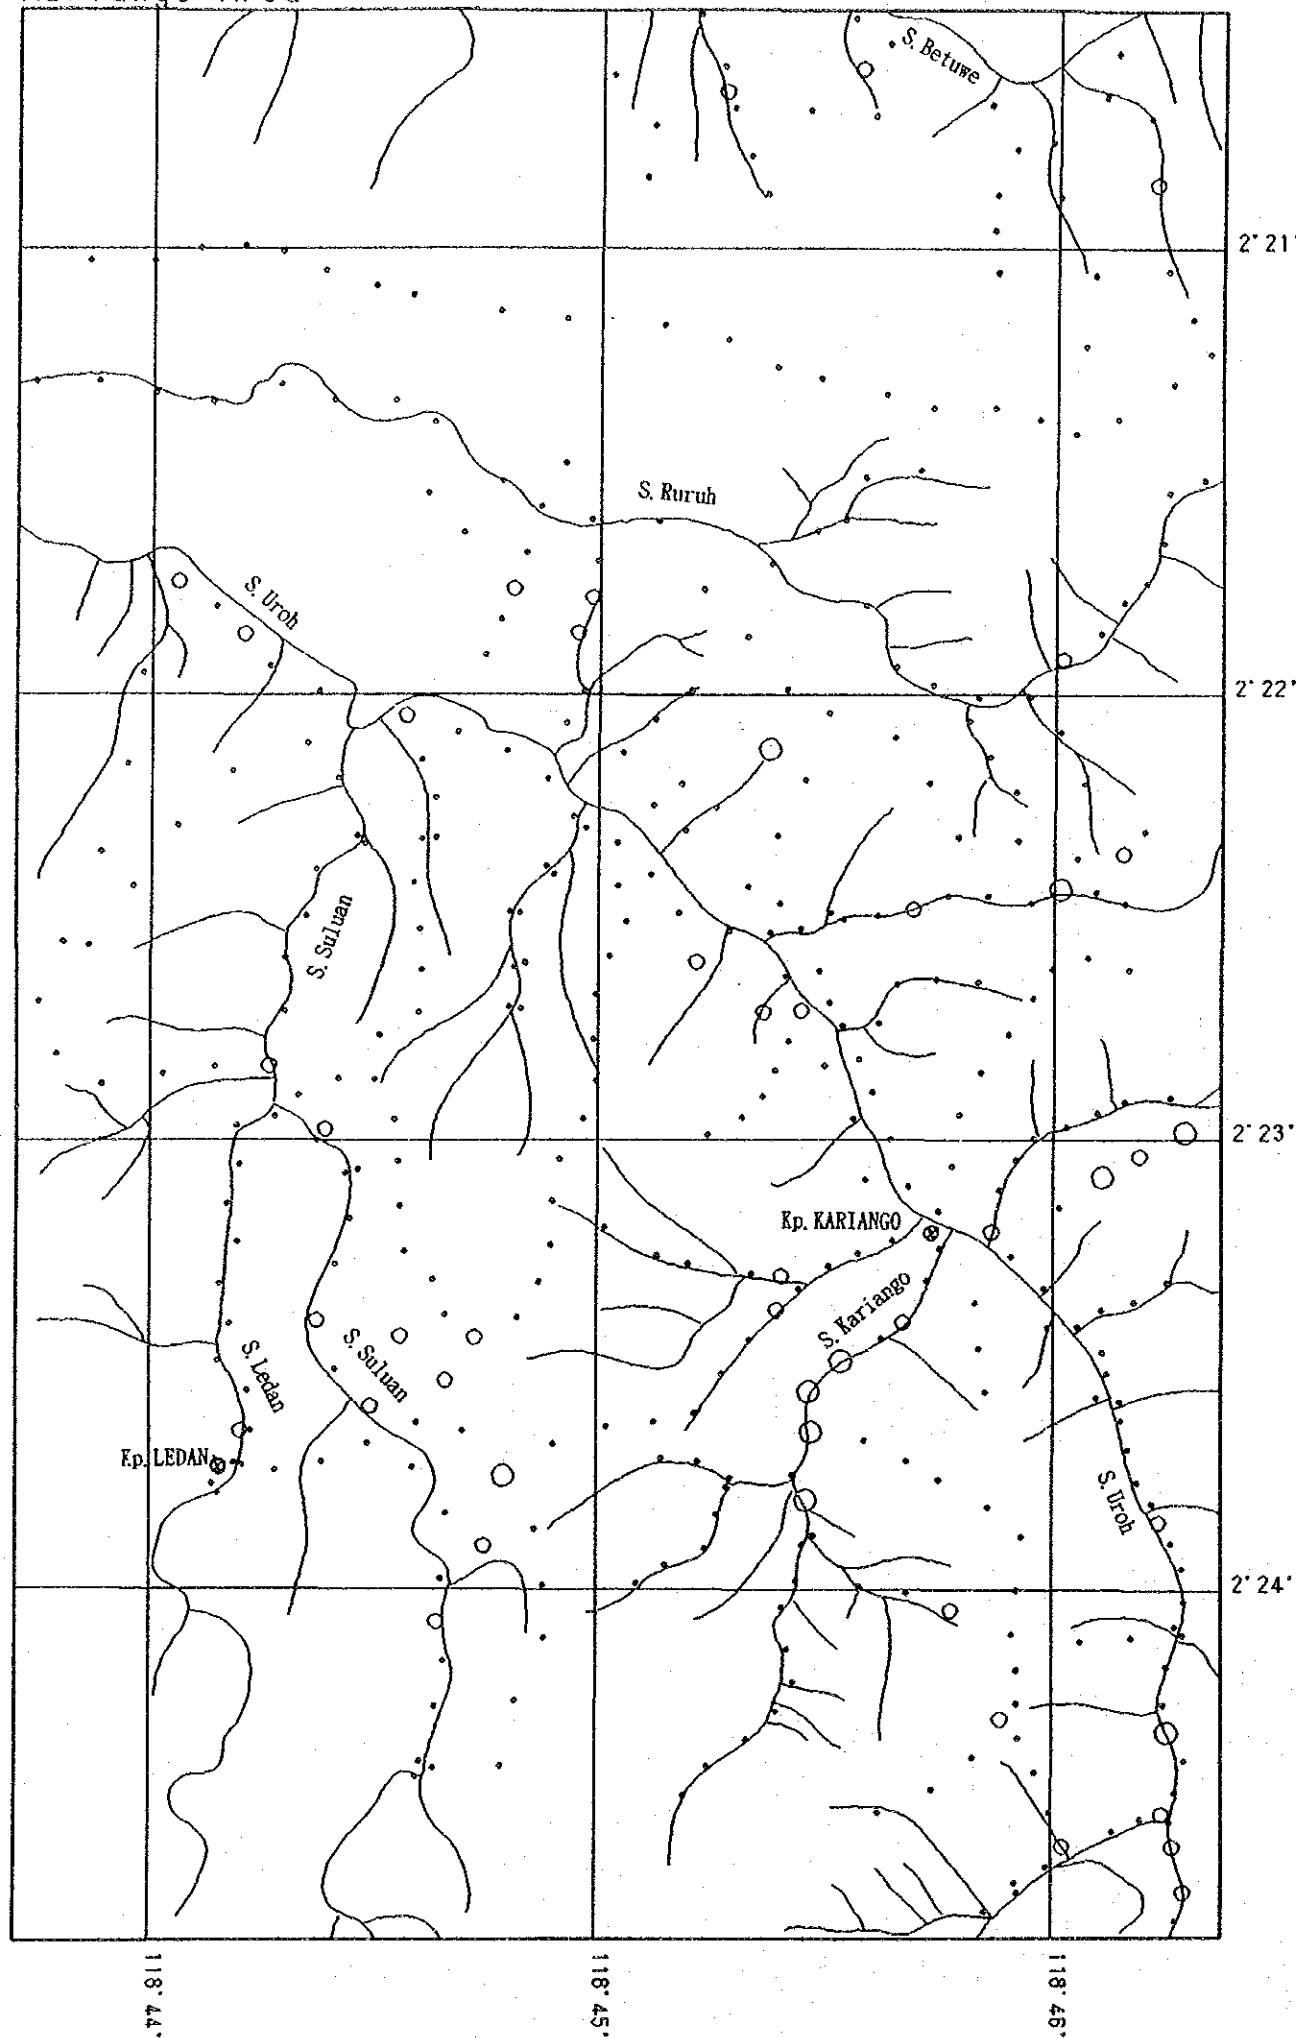 S. Betuwe
2°21'
S. Ruruh
S. Uroh
2°22'
S. Suluan
2°23'
Kp. KARIANGO
S. Kariango
S. Ledan
S. Suluan
Kp. LEDAN
S. Uroh
2°24'
118°44'
118°45'
118°46'